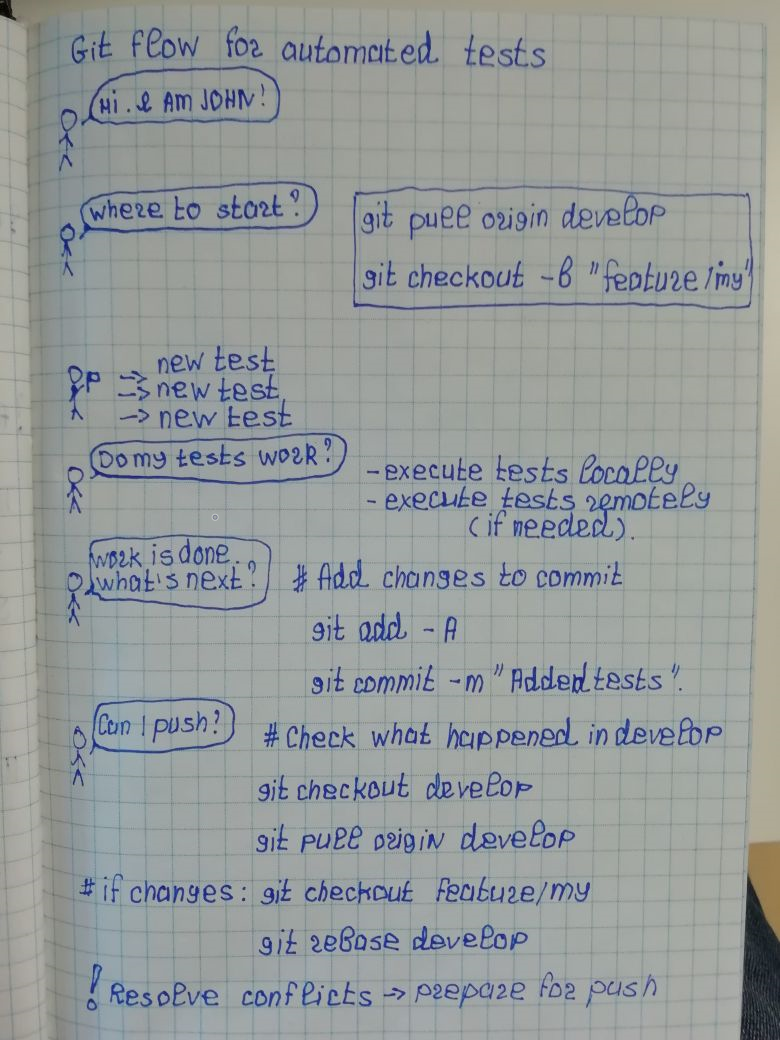 Git flow for automated tests
Hi. I AM JOHN!
where to start?
git pull origin develop
git checkout -b "feature/my"
-> new test
-> new test
-> new test
Do my tests work?
- execute tests locally
- execute tests remotely
(if needed).
work is done.
what's next?
# Add changes to commit
git add - A
git commit -m "Added tests".
Can I push?
# Check what happened in develop
git checkout develop
git pull origin develop
# if changes: git checkout feature/my
git rebase develop
! Resolve conflicts -> prepare for push